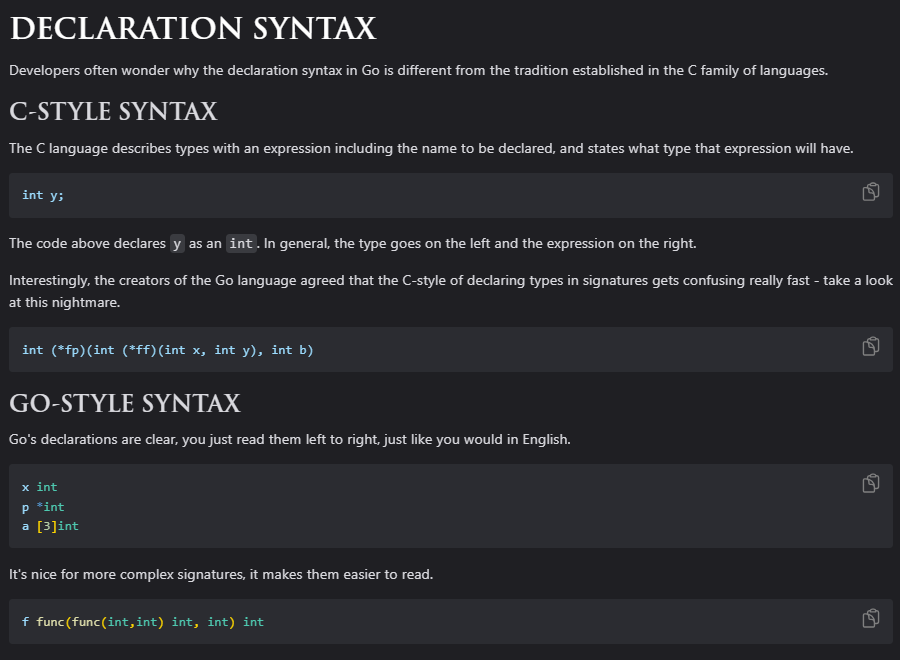 DECLARATION SYNTAX
Developers often wonder why the declaration syntax in Go is different from the tradition established in the C family of languages.
C-STYLE SYNTAX
The C language describes types with an expression including the name to be declared, and states what type that expression will have.
int y;
The code above declares y as an int. In general, the type goes on the left and the expression on the right.
Interestingly, the creators of the Go language agreed that the C-style of declaring types in signatures gets confusing really fast - take a look
at this nightmare.
int (*fp)(int (*ff)(int x, int y), int b)
GO-STYLE SYNTAX
Go's declarations are clear, you just read them left to right, just like you would in English.
x int
p *int
a [3]int
It's nice for more complex signatures, it makes them easier to read.
f func(func(int,int) int, int) int